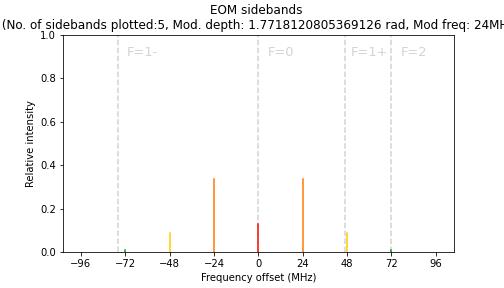 EOM sidebands
(No. of sidebands plotted:5, Mod. depth: 1.7718120805369126 rad, Mod freq: 24MH
1.0
F=1- F=0 F=1+ F=2
0.8
0.6
0.4
0.2
0.0
Relative intensity
−96 −72 −48 −24 0 24 48 72 96
Frequency offset (MHz)